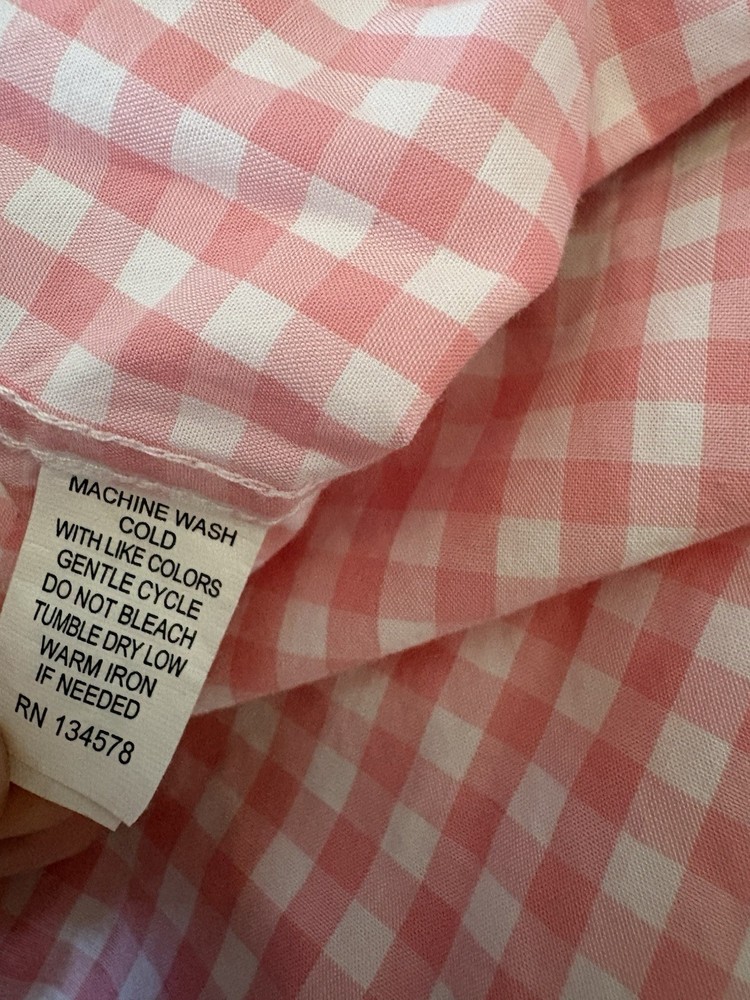 MACHINE WASH
COLD
WITH LIKE COLORS
GENTLE CYCLE
DO NOT BLEACH
TUMBLE DRY LOW
WARM IRON
IF NEEDED
RN 134578